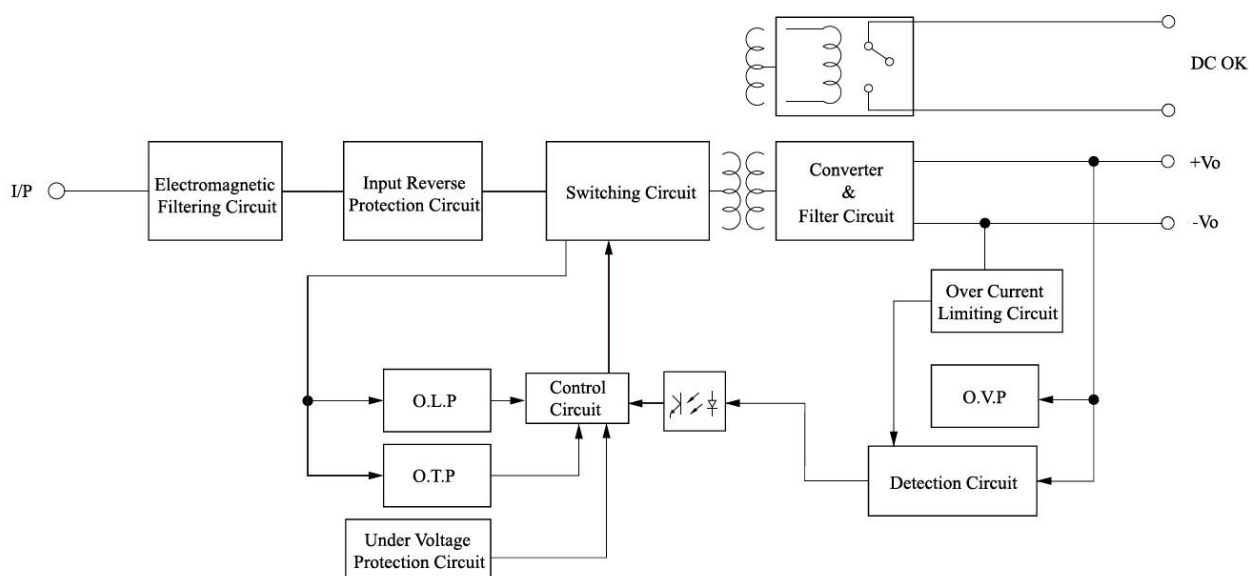 DC OK
I/P
Electromagnetic
Filtering Circuit
Input Reverse
Protection Circuit
Switching Circuit
Converter
&
Filter Circuit
+Vo
-Vo
Over Current
Limiting Circuit
O.L.P
Control
Circuit
O.V.P
O.T.P
Detection Circuit
Under Voltage
Protection Circuit